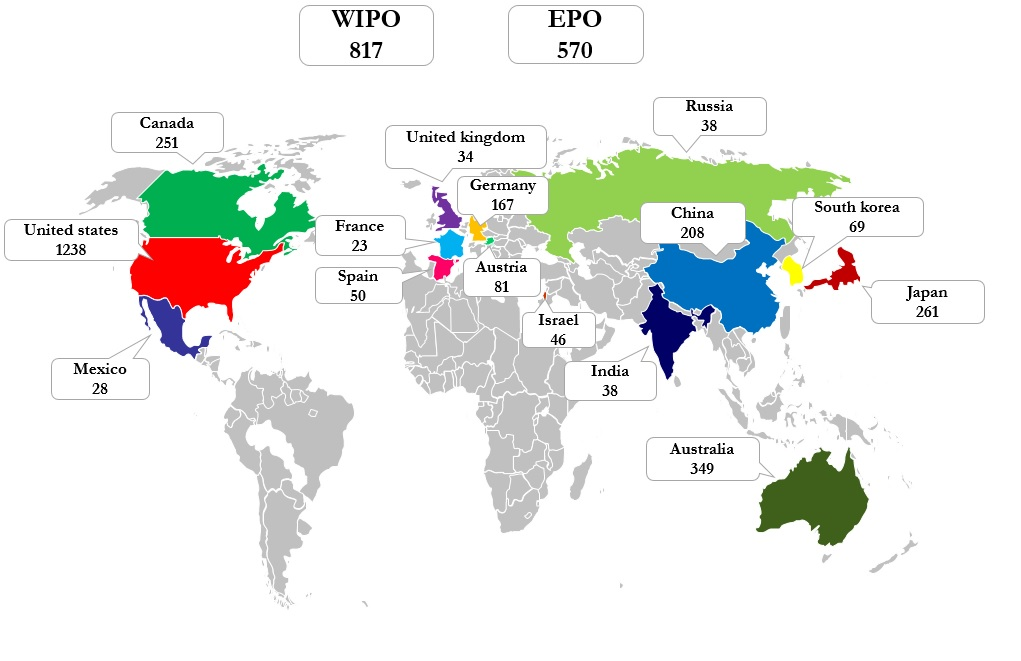 WIPO
817
EPO
570
Canada
251
Russia
38
United kingdom
34
Germany
167
South korea
69
China
208
United states
1238
France
23
Spain
50
Austria
81
Israel
46
Japan
261
Mexico
28
India
38
Australia
349